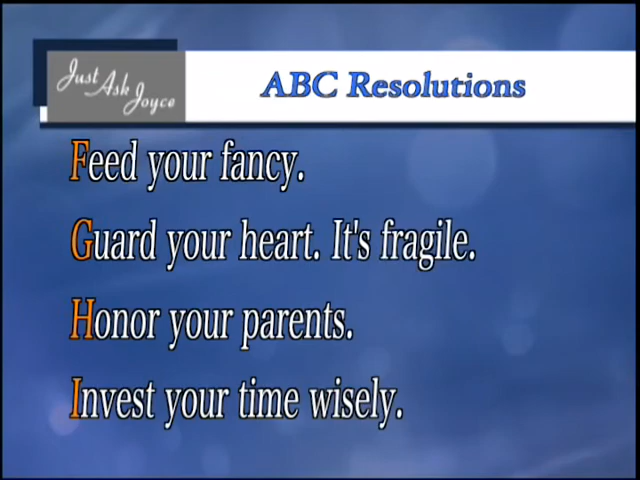 Just
Ask
Joyce
ABC Resolutions
Feed your fancy.
Guard your heart. It's fragile.
Honor your parents.
Invest your time wisely.